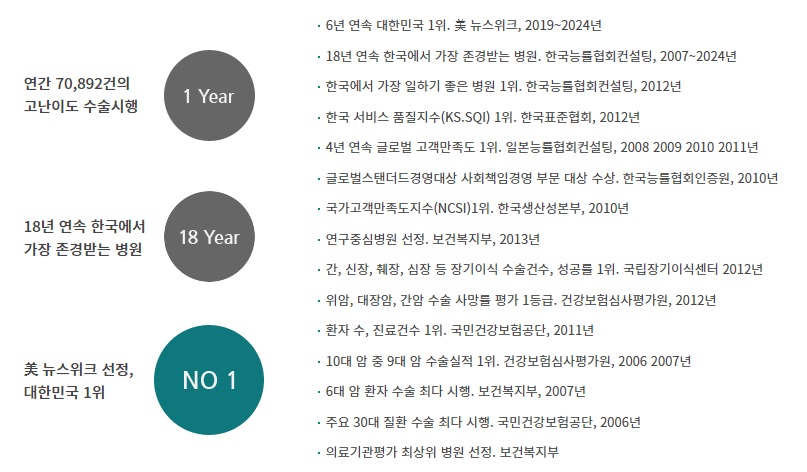 연간 70,892건의
고난이도 수술시행
1 Year
18년 연속 한국에서
가장 존경받는 병원
18 Year
美 뉴스위크 선정,
대한민국 1위
NO 1
· 6년 연속 대한민국 1위. 美 뉴스위크, 2019~2024년
· 18년 연속 한국에서 가장 존경받는 병원. 한국능률협회컨설팅, 2007~2024년
· 한국에서 가장 일하기 좋은 병원 1위. 한국능률협회컨설팅, 2012년
· 한국 서비스 품질지수(KS.SQI) 1위. 한국표준협회, 2012년
· 4년 연속 글로벌 고객만족도 1위. 일본능률협회컨설팅, 2008 2009 2010 2011년
· 글로벌스탠더드경영대상 사회책임경영 부문 대상 수상. 한국능률협회인증원, 2010년
· 국가고객만족도지수(NCSI)1위. 한국생산성본부, 2010년
· 연구중심병원 선정. 보건복지부, 2013년
· 간, 신장, 췌장, 심장 등 장기이식 수술건수, 성공률 1위. 국립장기이식센터 2012년
· 위암, 대장암, 간암 수술 사망률 평가 1등급. 건강보험심사평가원, 2012년
· 환자 수, 진료건수 1위. 국민건강보험공단, 2011년
· 10대 암 중 9대 암 수술실적 1위. 건강보험심사평가원, 2006 2007년
· 6대 암 환자 수술 최다 시행. 보건복지부, 2007년
· 주요 30대 질환 수술 최다 시행. 국민건강보험공단, 2006년
· 의료기관평가 최상위 병원 선정. 보건복지부